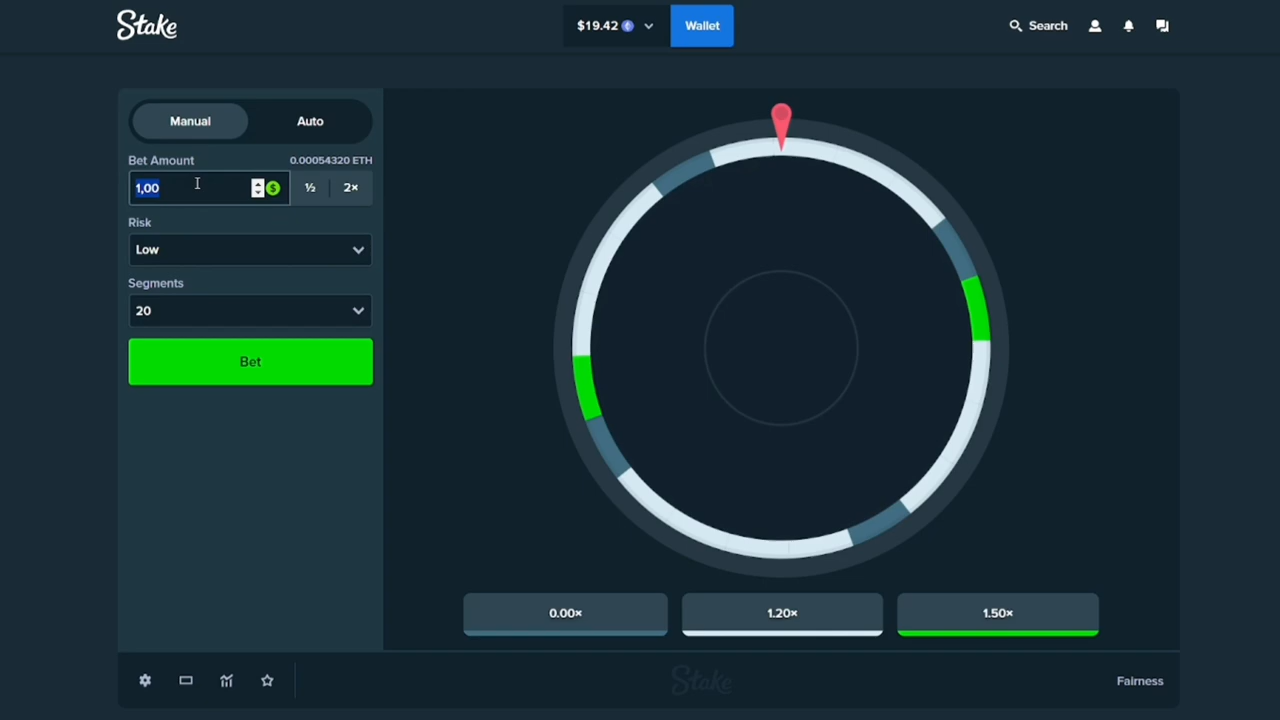 Stake
$19.42
Wallet
Search
Manual
Auto
Bet Amount
0.00054320 ETH
1,00
$
½
2×
Risk
Low
Segments
20
Bet
0.00×
1.20×
1.50×
Stake
Fairness